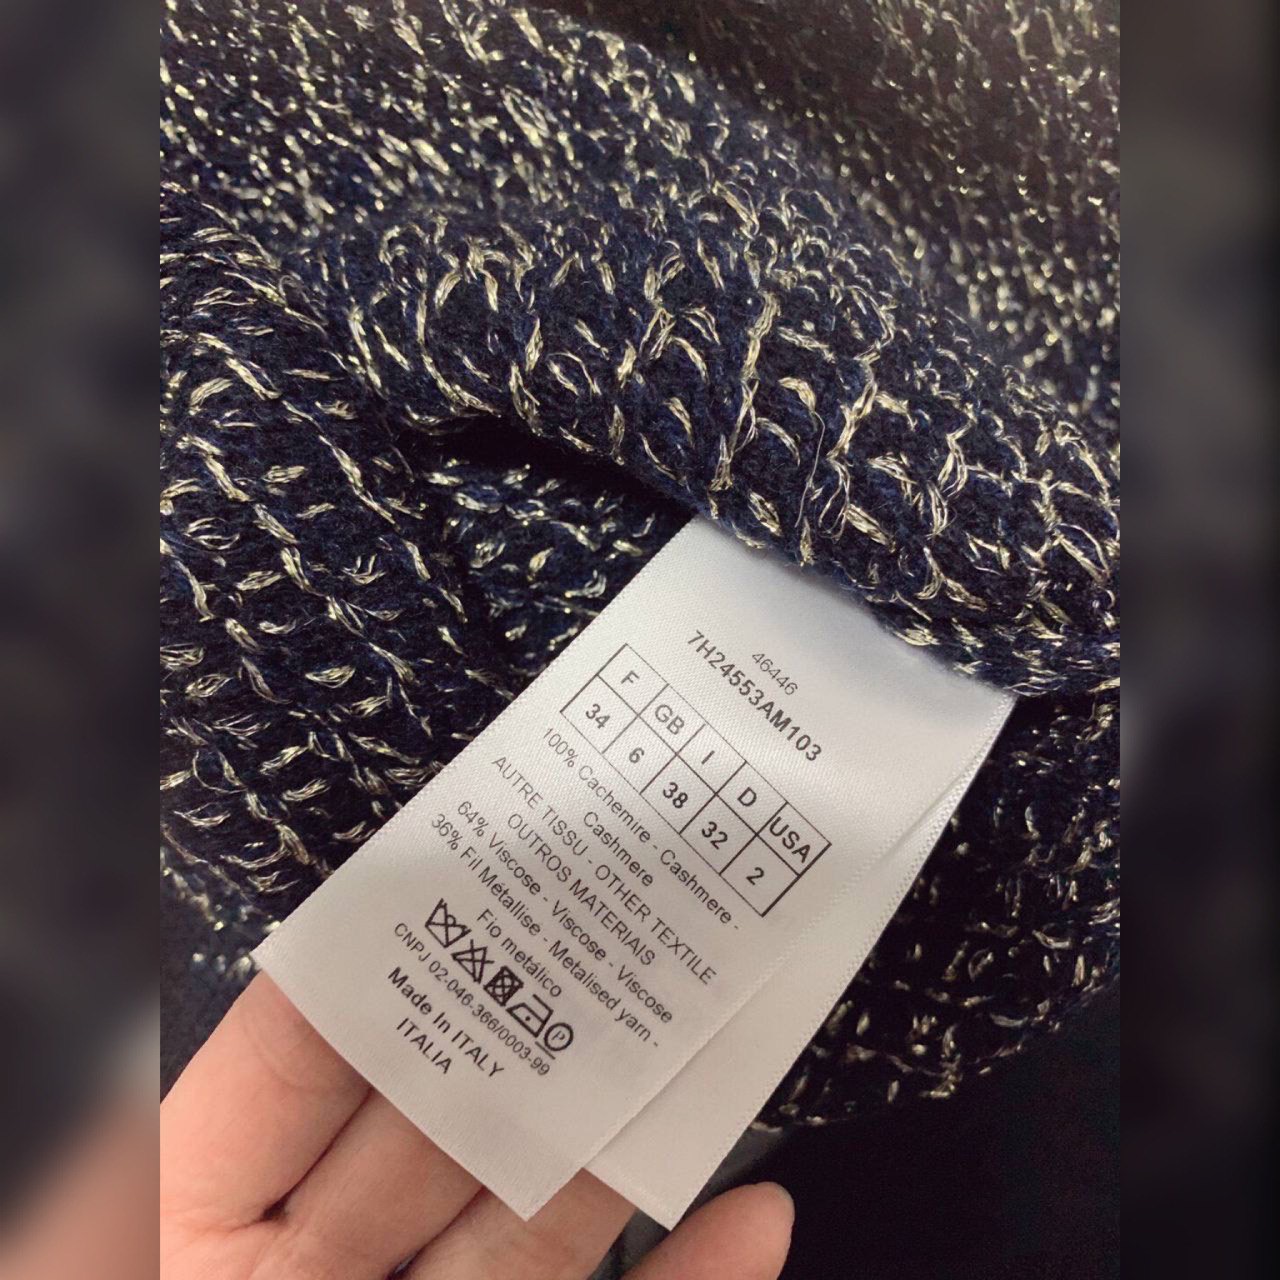 46446
7H24553AM103
F GB I D USA
34 6 38 32 2
100% Cachemire - Cashmere -
Cashmere
AUTRE TISSU - OTHER TEXTILE
OUTROS MATERIAIS
64% Viscose - Viscose - Viscose
36% Fil Métallise - Metalised yarn -
Fio metálico
P
CNPJ 02-046-366/0003-99
Made In ITALY
ITALIA